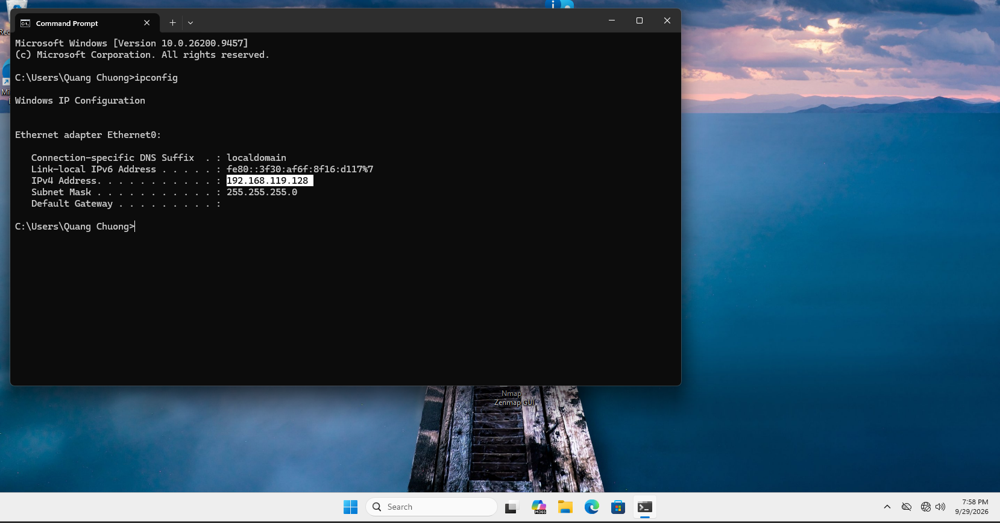 Command Prompt
Microsoft Windows [Version 10.0.26200.9457]
(c) Microsoft Corporation. All rights reserved.
C:\Users\Quang Chuong>ipconfig
Windows IP Configuration
Ethernet adapter Ethernet0:
Connection-specific DNS Suffix  . : localdomain
Link-local IPv6 Address . . . . . : fe80::3f30:af6f:8f16:d117%7
IPv4 Address. . . . . . . . . . . : 192.168.119.128
Subnet Mask . . . . . . . . . . . : 255.255.255.0
Default Gateway . . . . . . . . . :
C:\Users\Quang Chuong>
Nmap -
Zenmap GUI
Search
M365
7:58 PM
9/29/2026